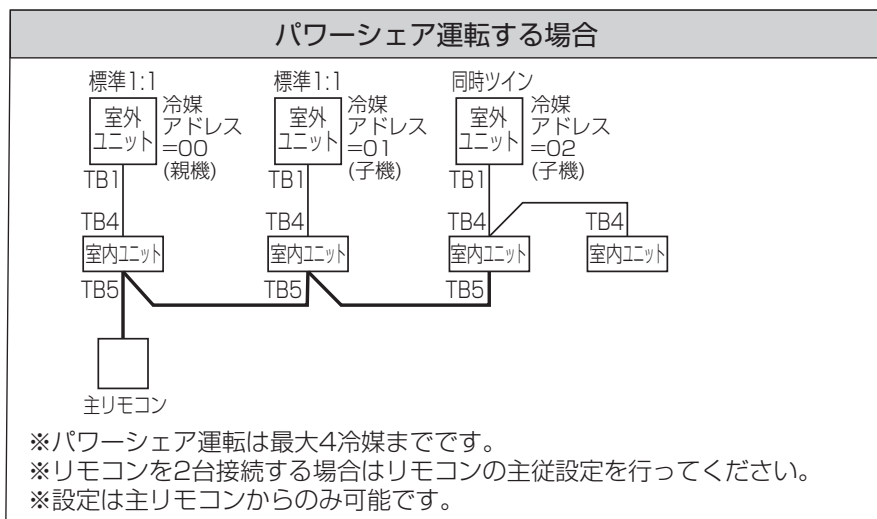 パワーシェア運転する場合
標準1:1
標準1:1
同時ツイン
室外
ユニット
冷媒
アドレス
=00
(親機)
室外
ユニット
冷媒
アドレス
=01
(子機)
室外
ユニット
冷媒
アドレス
=02
(子機)
TB1
TB1
TB1
TB4
TB4
TB4
TB4
室内ユニット
室内ユニット
室内ユニット
室内ユニット
TB5
TB5
TB5
主リモコン
※パワーシェア運転は最大4冷媒までです。
※リモコンを2台接続する場合はリモコンの主従設定を行ってください。
※設定は主リモコンからのみ可能です。